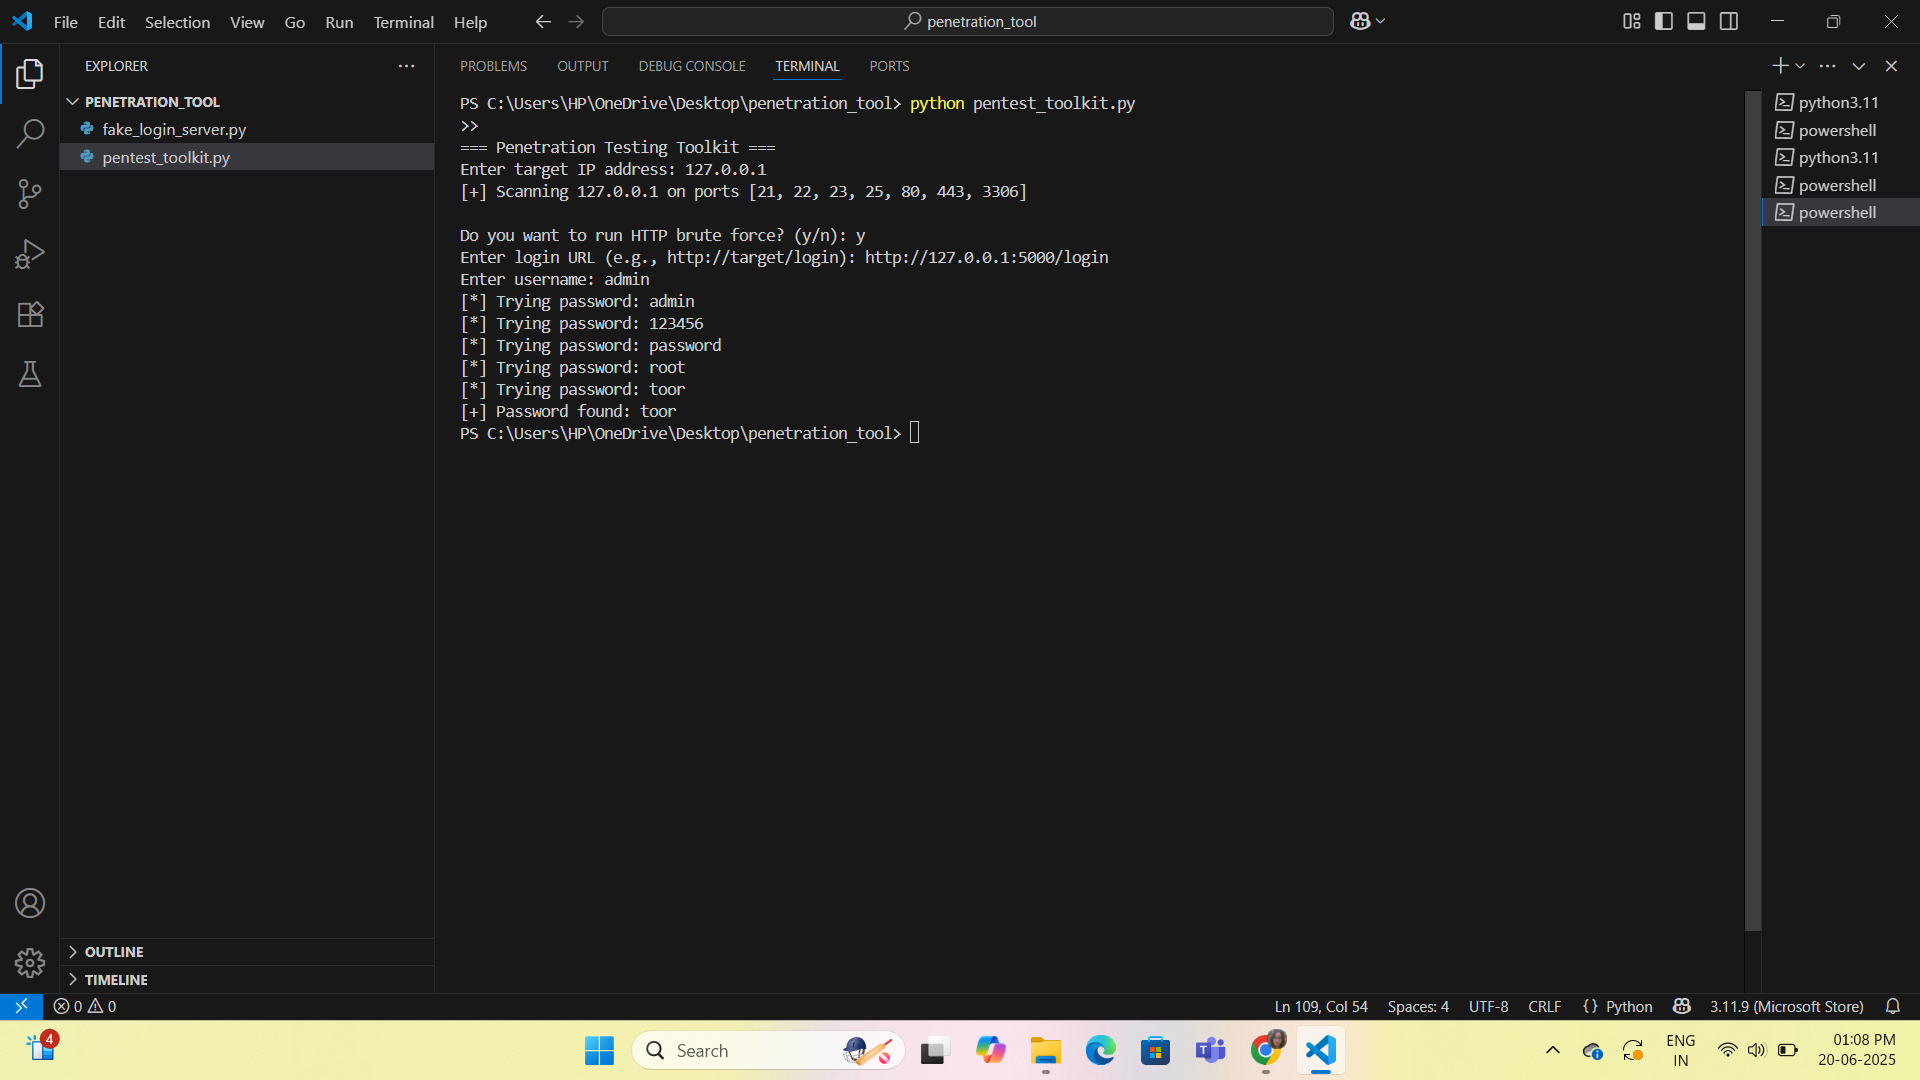 File Edit Selection View Go Run Terminal Help
penetration_tool
EXPLORER
PENETRATION_TOOL
fake_login_server.py
pentest_toolkit.py
OUTLINE
TIMELINE
PROBLEMS OUTPUT DEBUG CONSOLE TERMINAL PORTS
PS C:\Users\HP\OneDrive\Desktop\penetration_tool> python pentest_toolkit.py
>>
=== Penetration Testing Toolkit ===
Enter target IP address: 127.0.0.1
[+] Scanning 127.0.0.1 on ports [21, 22, 23, 25, 80, 443, 3306]
Do you want to run HTTP brute force? (y/n): y
Enter login URL (e.g., http://target/login): http://127.0.0.1:5000/login
Enter username: admin
[*] Trying password: admin
[*] Trying password: 123456
[*] Trying password: password
[*] Trying password: root
[*] Trying password: toor
[+] Password found: toor
PS C:\Users\HP\OneDrive\Desktop\penetration_tool>
python3.11
powershell
python3.11
powershell
powershell
0 0
Ln 109, Col 54 Spaces: 4 UTF-8 CRLF {} Python 3.11.9 (Microsoft Store)
4
Search
ENG
IN
01:08 PM
20-06-2025